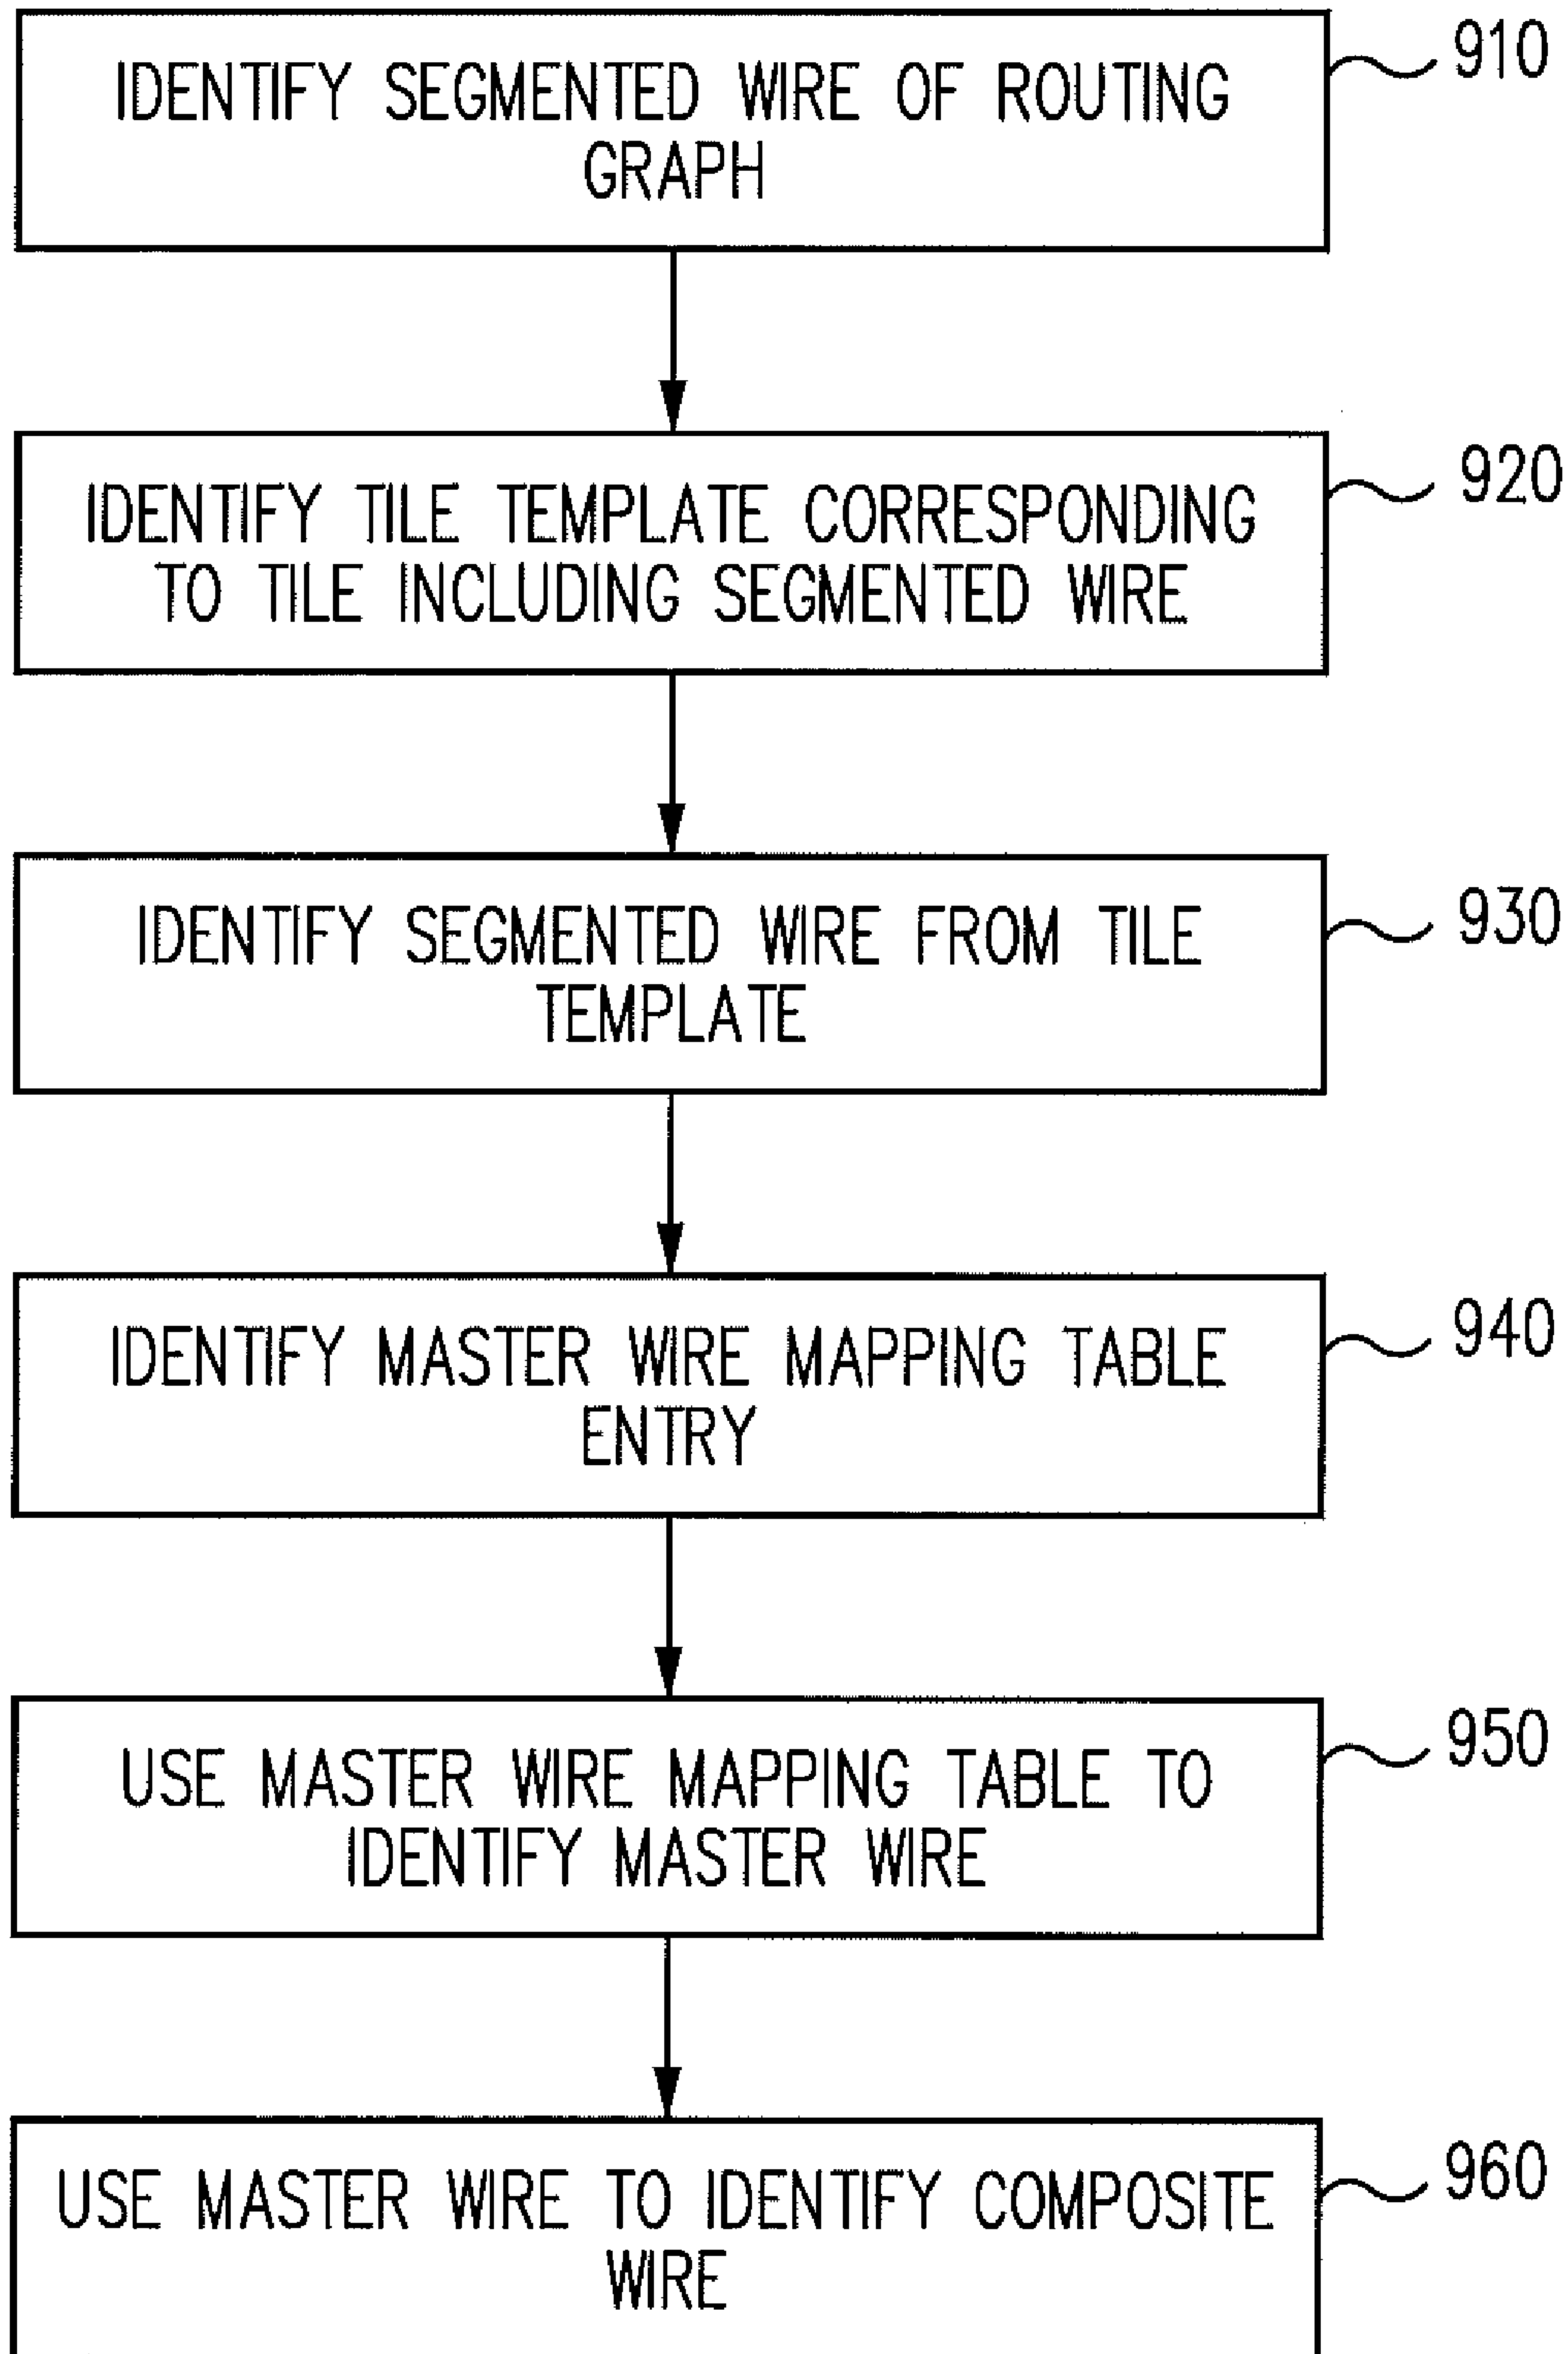 IDENTIFY SEGMENTED WIRE OF ROUTING
GRAPH
910
IDENTIFY TILE TEMPLATE CORRESPONDING
TO TILE INCLUDING SEGMENTED WIRE
920
IDENTIFY SEGMENTED WIRE FROM TILE
TEMPLATE
930
IDENTIFY MASTER WIRE MAPPING TABLE
ENTRY
940
USE MASTER WIRE MAPPING TABLE TO
IDENTIFY MASTER WIRE
950
USE MASTER WIRE TO IDENTIFY COMPOSITE
WIRE
960